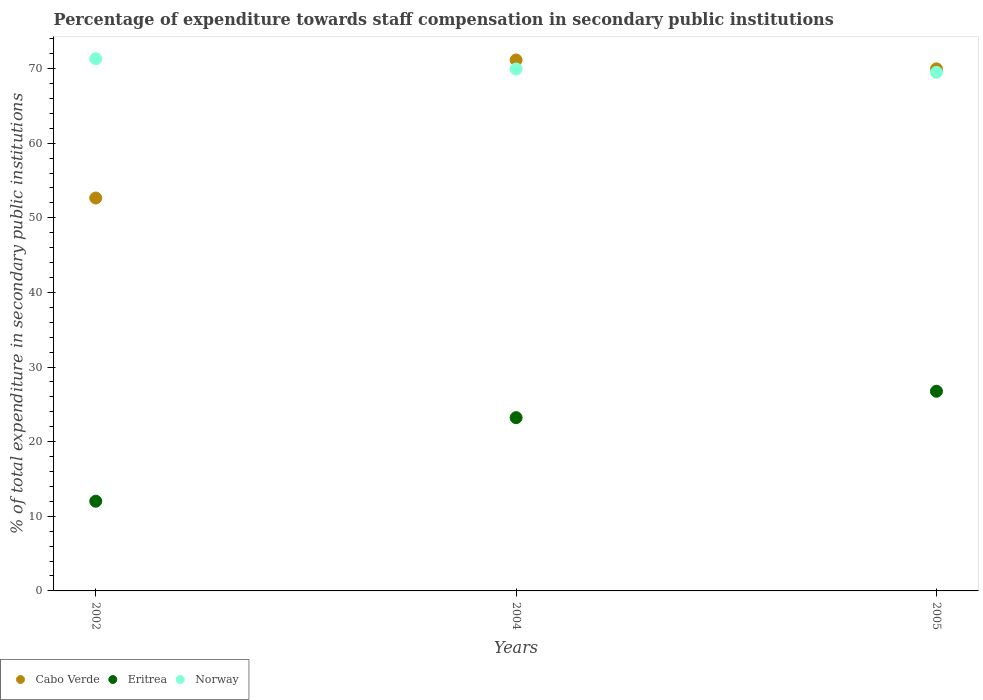 Percentage of expenditure towards staff compensation in secondary public institutions
% of total expenditure in secondary public institutions
70
60
50
40
30
20
10
0
2002
2004
2005
Years
Cabo Verde
Eritrea
Norway